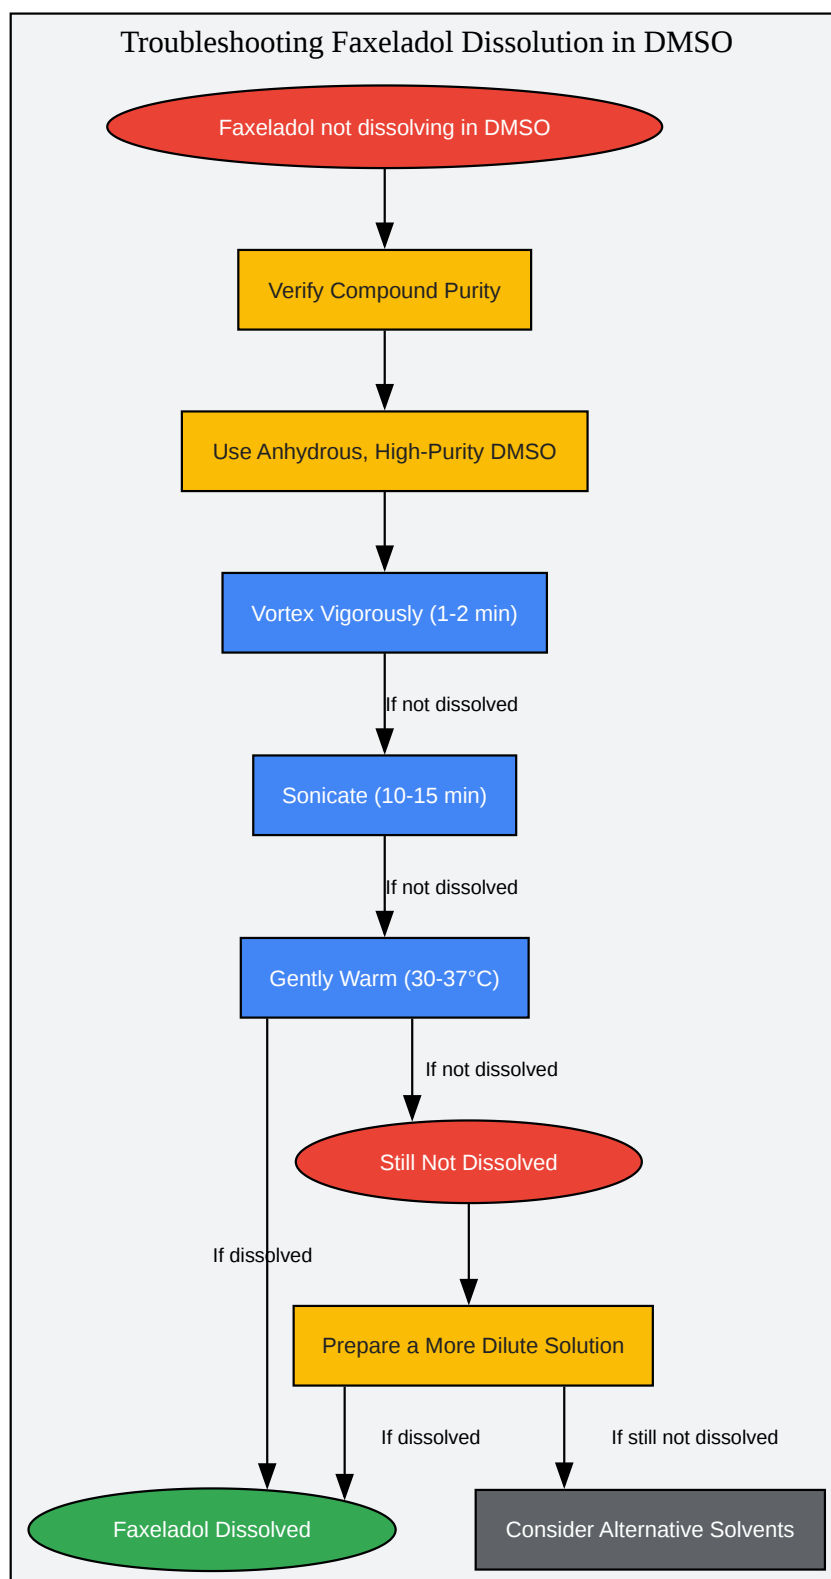 Troubleshooting Faxeladol Dissolution in DMSO
Faxeladol not dissolving in DMSO
Verify Compound Purity
Use Anhydrous, High-Purity DMSO
Vortex Vigorously (1-2 min)
If not dissolved
Sonicate (10-15 min)
If not dissolved
Gently Warm (30-37°C)
If not dissolved
Still Not Dissolved
If dissolved
Prepare a More Dilute Solution
If dissolved
If still not dissolved
Faxeladol Dissolved
Consider Alternative Solvents